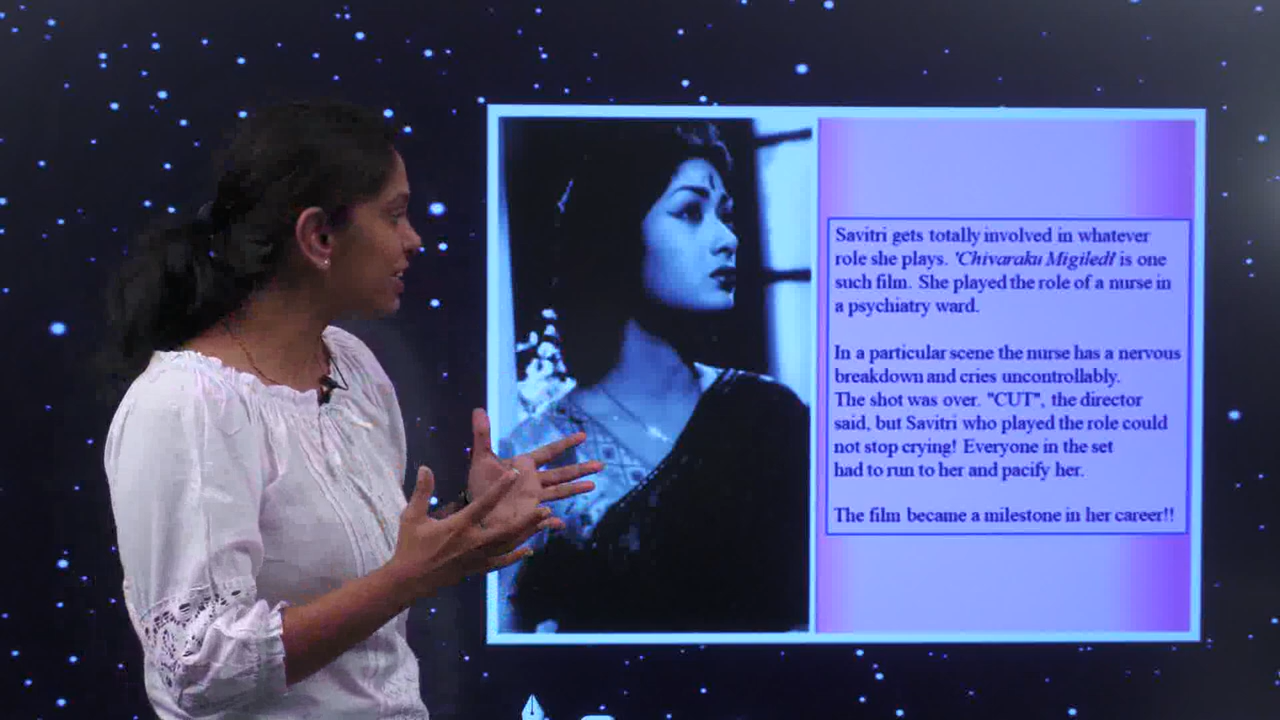 Savitri gets totally involved in whatever
role she plays. 'Chivaraku Migiledi' is one
such film. She played the role of a nurse in
a psychiatry ward.
In a particular scene the nurse has a nervous
breakdown and cries uncontrollably.
The shot was over. "CUT", the director
said, but Savitri who played the role could
not stop crying! Everyone in the set
had to run to her and pacify her.
The film became a milestone in her career!!